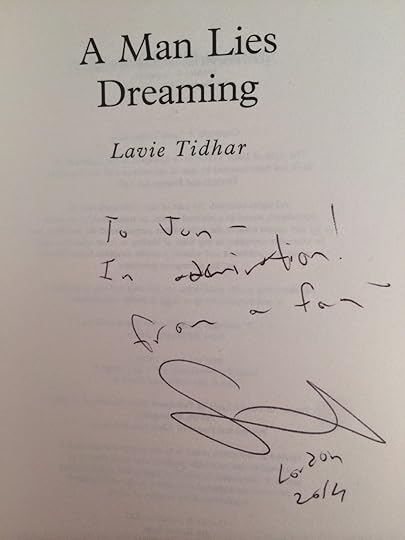 A Man Lies
Dreaming
Lavie Tidhar
To Jon –
In admiration!
from a fan
London
2014